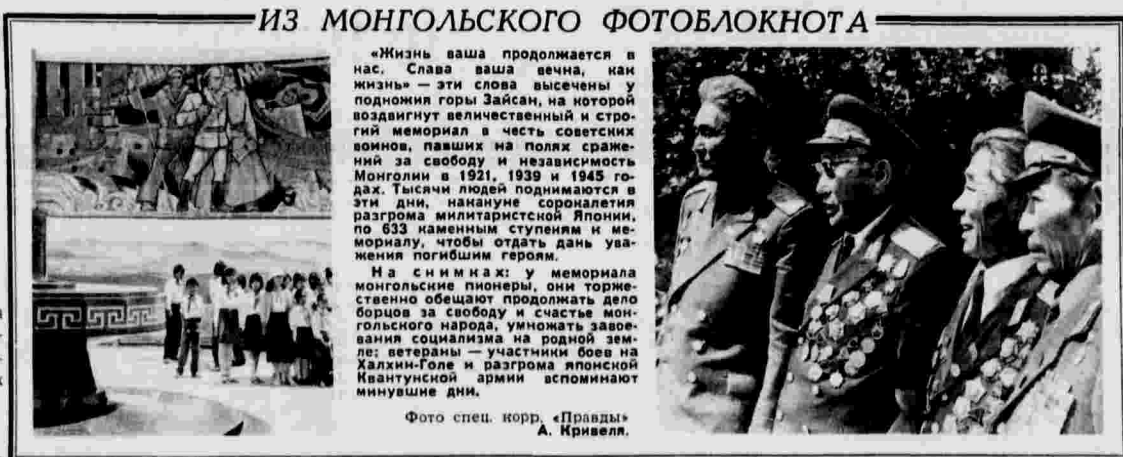 ИЗ МОНГОЛЬСКОГО ФОТОБЛОКНОТА
«Жизнь ваша продолжается в
нас. Слава ваша вечна, как
жизнь» — эти слова высечены у
подножия горы Зайсан, на которой
воздвигнут величественный и стро-
гий мемориал в честь советских
воинов, павших на полях сраже-
ний за свободу и независимость
Монголии в 1921, 1939 и 1945 го-
дах. Тысячи людей поднимаются в
эти дни, накануне сорокалетия
разгрома милитаристской Японии,
по 633 каменным ступеням к ме-
мориалу, чтобы отдать дань ува-
жения погибшим героям.
На снимках: у мемориала
монгольские пионеры, они торже-
ственно обещают продолжать дело
борцов за свободу и счастье мон-
гольского народа, умножать завое-
вания социализма на родной зем-
ле; ветераны — участники боев на
Халхин-Голе и разгрома японской
Квантунской армии вспоминают
минувшие дни.
Фото спец. корр. «Правды»
А. Кривеля.